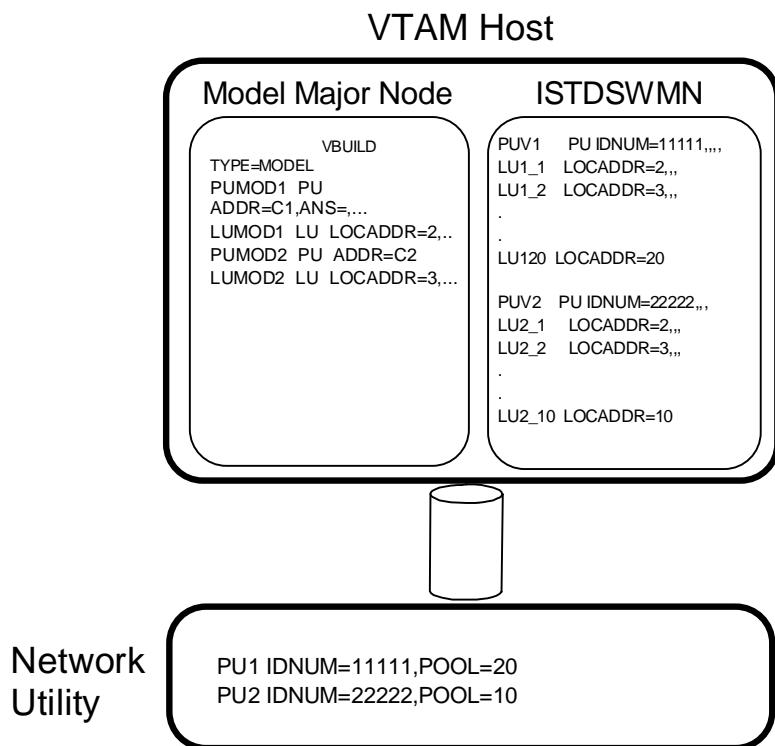 VTAM Host
Model Major Node
VBUILD
TYPE=MODEL
PUMOD1 PU
ADDR=C1,ANS=,...
LUMOD1 LU LOCADDR=2,..
PUMOD2 PU ADDR=C2
LUMOD2 LU LOCADDR=3,...
ISTDSWMN
PUV1 PU IDNUM=11111,,,,
LU1_1 LOCADDR=2,,,
LU1_2 LOCADDR=3,,,
.
.
LU120 LOCADDR=20
PUV2 PU IDNUM=22222,,,
LU2_1 LOCADDR=2,,,
LU2_2 LOCADDR=3,,,
.
.
LU2_10 LOCADDR=10
Network
Utility
PU1 IDNUM=11111,POOL=20
PU2 IDNUM=22222,POOL=10